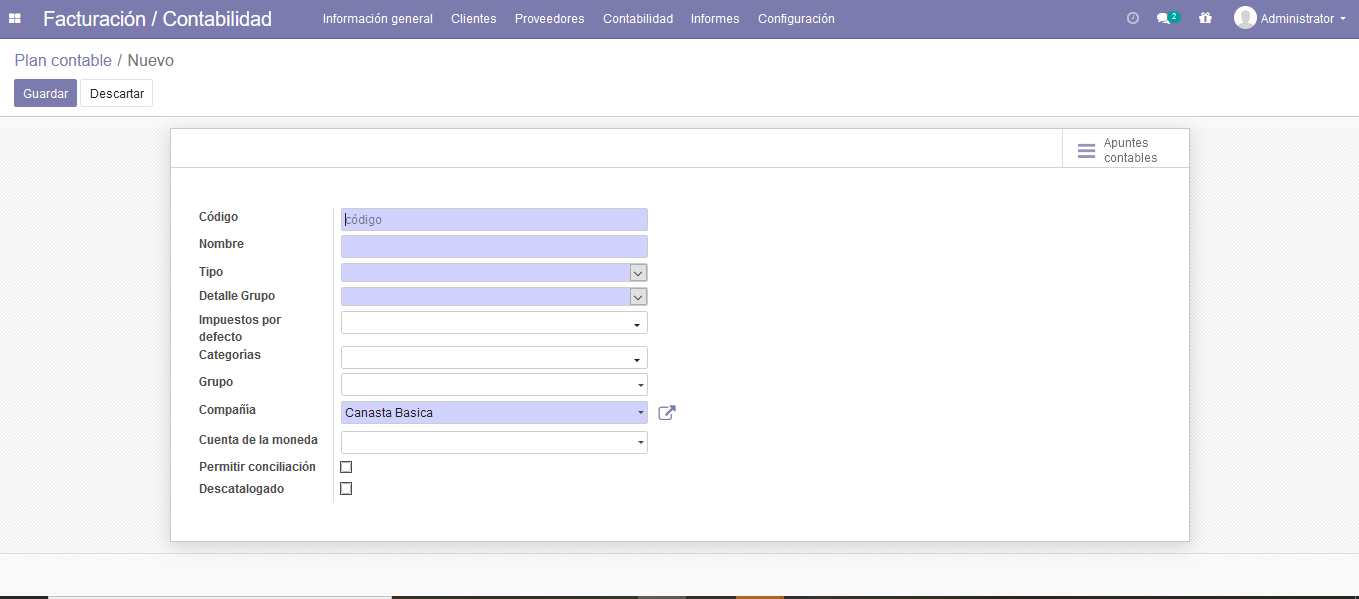 Facturación / Contabilidad
Información general
Clientes
Proveedores
Contabilidad
Informes
Configuración
2
Administrator
Plan contable / Nuevo
Guardar
Descartar
Apuntes
contables
Código
código
Nombre
Tipo
Detalle Grupo
Impuestos por
defecto
Categorías
Grupo
Compañía
Canasta Basica
Cuenta de la moneda
Permitir conciliación
Descatalogado